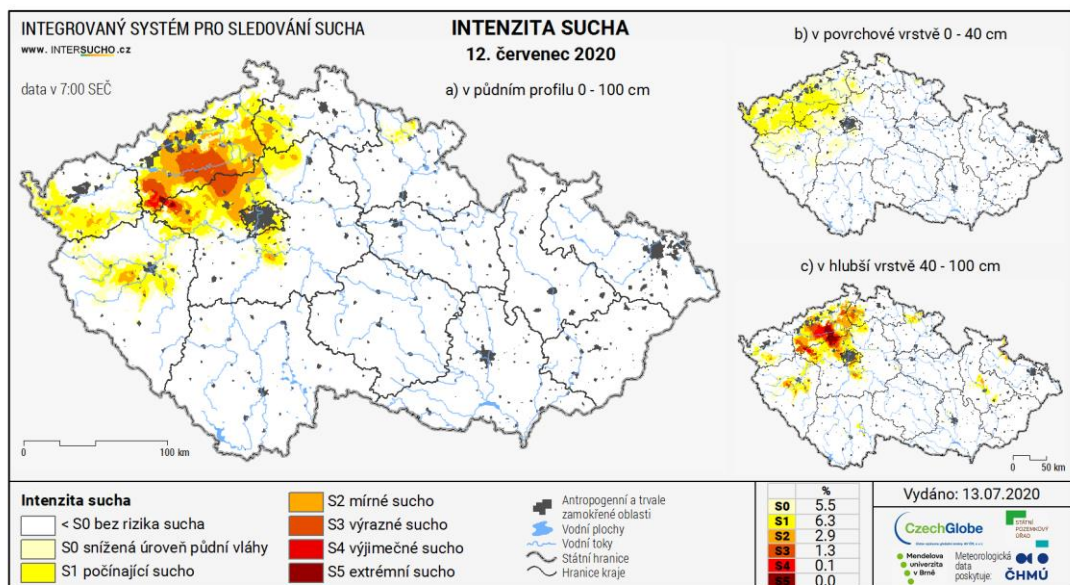 INTEGROVANÝ SYSTÉM PRO SLEDOVÁNÍ SUCHA
www. INTERSUCHO.cz
data v 7:00 SEČ
INTENZITA SUCHA
12. červenec 2020
a) v půdním profilu 0 - 100 cm
b) v povrchové vrstvě 0 - 40 cm
c) v hlubší vrstvě 40 - 100 cm
0 100 km
0 50 km
Intenzita sucha
< S0 bez rizika sucha
S0 snížená úroveň půdní vláhy
S1 počínající sucho
S2 mírné sucho
S3 výrazné sucho
S4 výjimečné sucho
S5 extrémní sucho
Antropogenní a trvale
zamokřené oblasti
Vodní plochy
Vodní toky
Státní hranice
Hranice kraje
%
S0 5.5
S1 6.3
S2 2.9
S3 1.3
S4 0.1
S5 0.0
Vydáno: 13.07.2020
CzechGlobe
STÁTNÍ
POZEMKOVÝ
ÚŘAD
Mendelova
univerzita
v Brně
Meteorologická
data
poskytuje:
ČHMÚ